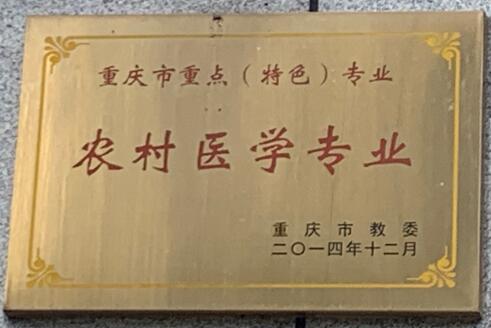 重庆市重点（特色）专业
农村医学专业
重庆市教委
二〇一四年十二月